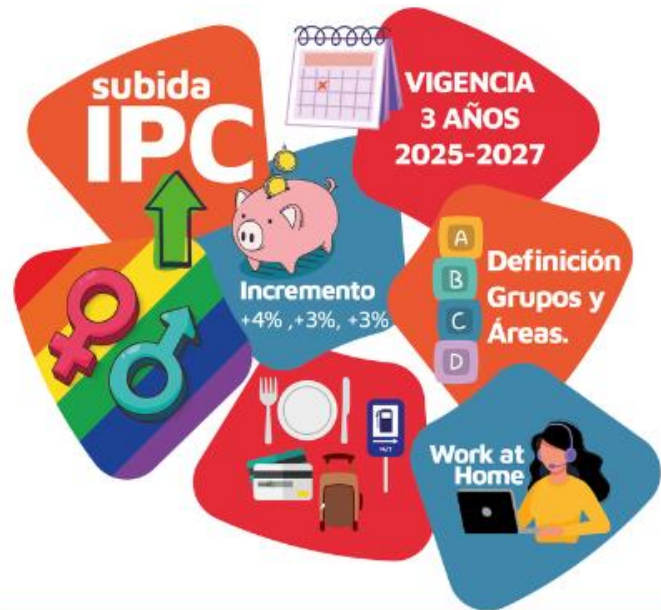 subida
IPC
VIGENCIA
3 AÑOS
2025-2027
Incremento
+4% ,+3%, +3%
A
B
C
D
Definición
Grupos y
Áreas.
Work at
Home